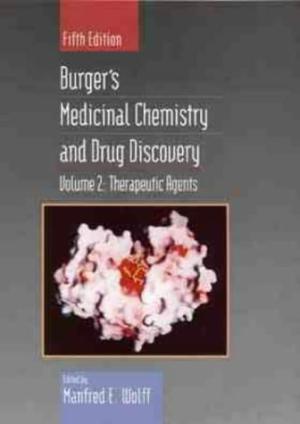 Fifth Edition
Burger's
Medicinal Chemistry
and Drug Discovery
Volume 2: Therapeutic Agents
Edited by
Manfred E. Wolff